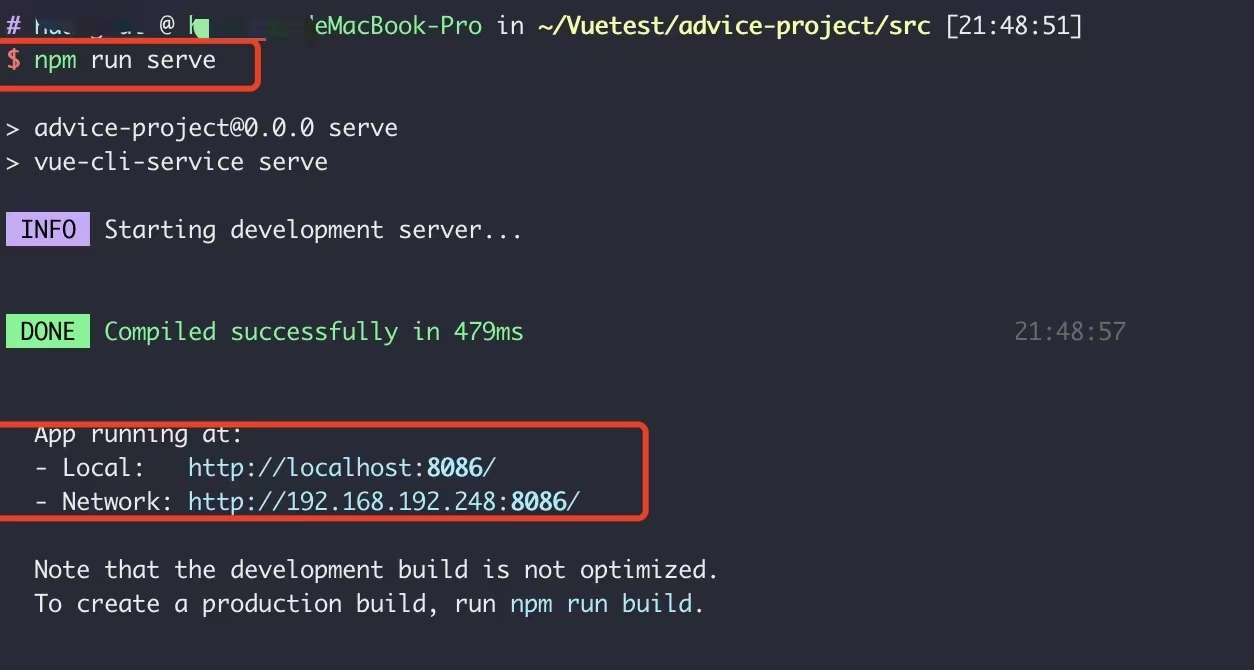 # @ eMacBook-Pro in ~/Vuetest/advice-project/src [21:48:51]
$ npm run serve
> advice-project@0.0.0 serve
> vue-cli-service serve
INFO Starting development server...
DONE Compiled successfully in 479ms 21:48:57
App running at:
- Local: http://localhost:8086/
- Network: http://192.168.192.248:8086/
Note that the development build is not optimized.
To create a production build, run npm run build.